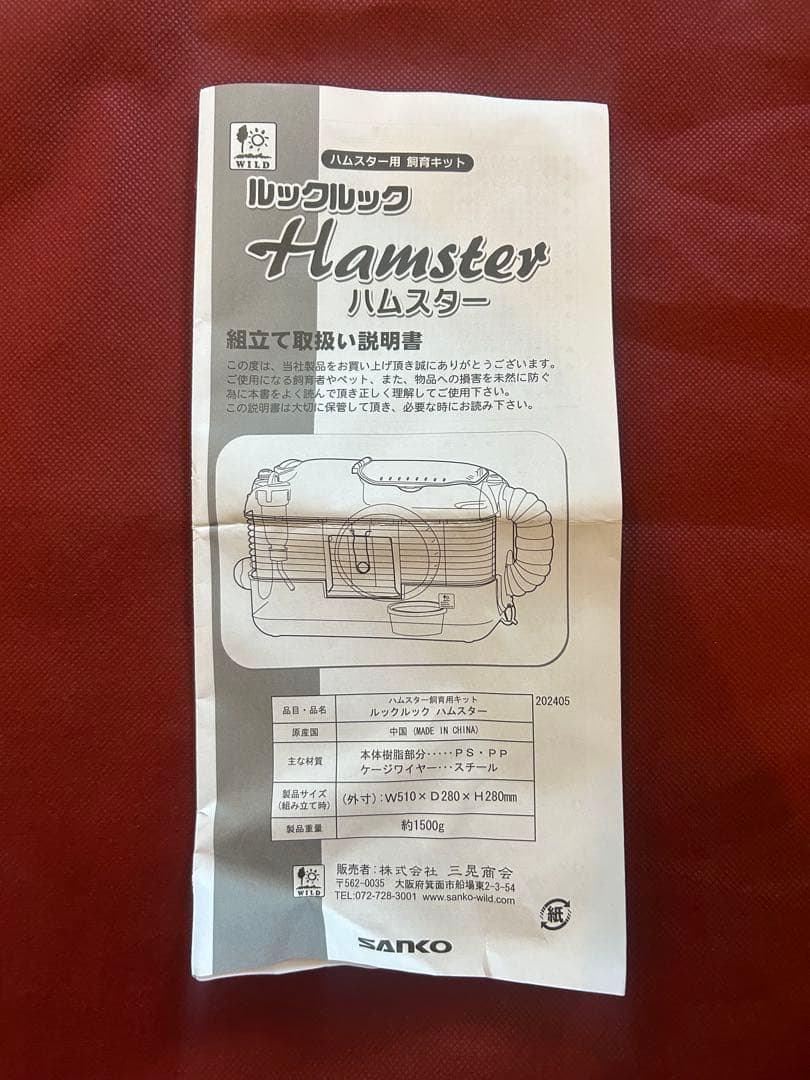 WILD
ハムスター用 飼育キット
ルックルック
Hamster
ハムスター
組立て取扱い説明書
この度は、当社製品をお買い上げ頂き誠にありがとうございます。
ご使用になる飼育者やペット、また、物品への損害を未然に防ぐ
為に本書をよく読んで頂き正しく理解してご使用下さい。
この説明書は大切に保管して頂き、必要な時にお読み下さい。
品目・品名 ハムスター飼育用キット 202405
ルックルック ハムスター
原産国 中国 (MADE IN CHINA)
主な材質 本体樹脂部分・・・・・PS・PP
ケージワイヤー・・・スチール
製品サイズ (外寸):W510×D280×H280mm
(組み立て時)
製品重量 約1500g
WILD
販売者:株式会社 三晃商会
〒562-0035 大阪府箕面市船場東2-3-54
TEL:072-728-3001 www.sanko-wild.com
紙
SANKO